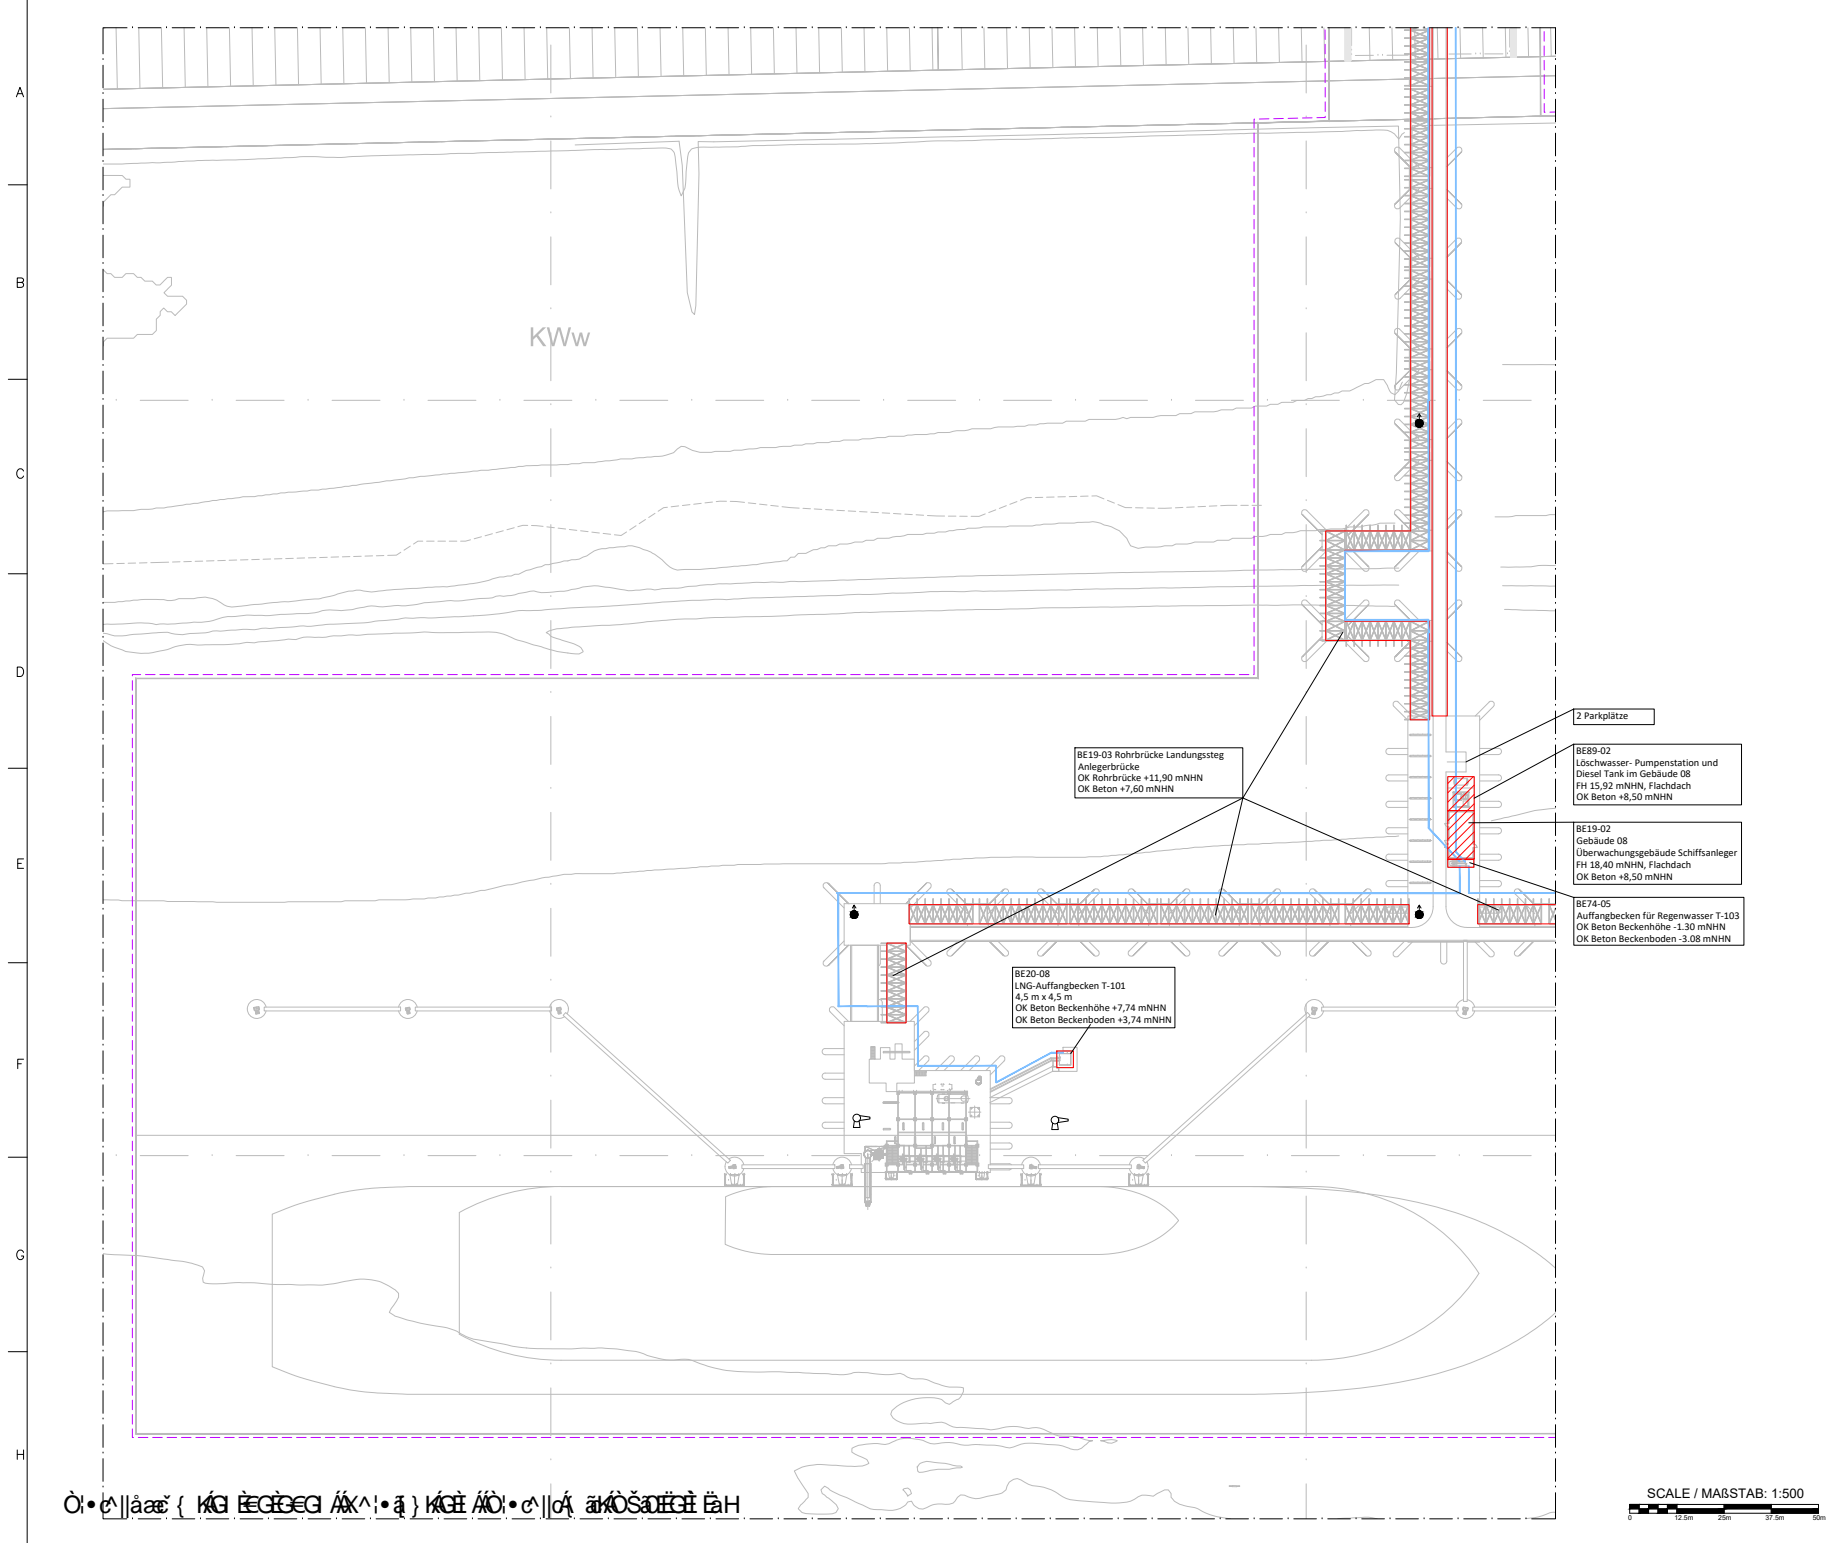 A
B
KWw
C
D
2 Parkplätze
BE19-03 Rohrbrücke Landungssteg
Anlegerbrücke
OK Rohrbrücke +11,90 mNHN
OK Beton +7,60 mNHN
BE89-02
Löschwasser- Pumpenstation und
Diesel Tank im Gebäude 08
FH 15,92 mNHN, Flachdach
OK Beton +8,50 mNHN
BE19-02
Gebäude 08
Überwachungsgebäude Schiffsanleger
FH 18,40 mNHN, Flachdach
OK Beton +8,50 mNHN
E
BE74-05
Auffangbecken für Regenwasser T-103
OK Beton Beckenhöhe -1.30 mNHN
OK Beton Beckenboden -3.08 mNHN
BE20-08
LNG-Auffangbecken T-101
4,5 m x 4,5 m
OK Beton Beckenhöhe +7,74 mNHN
OK Beton Beckenboden +3,74 mNHN
F
G
H
SCALE / MAßSTAB: 1:500
0 12.5m 25m 37.5m 50m